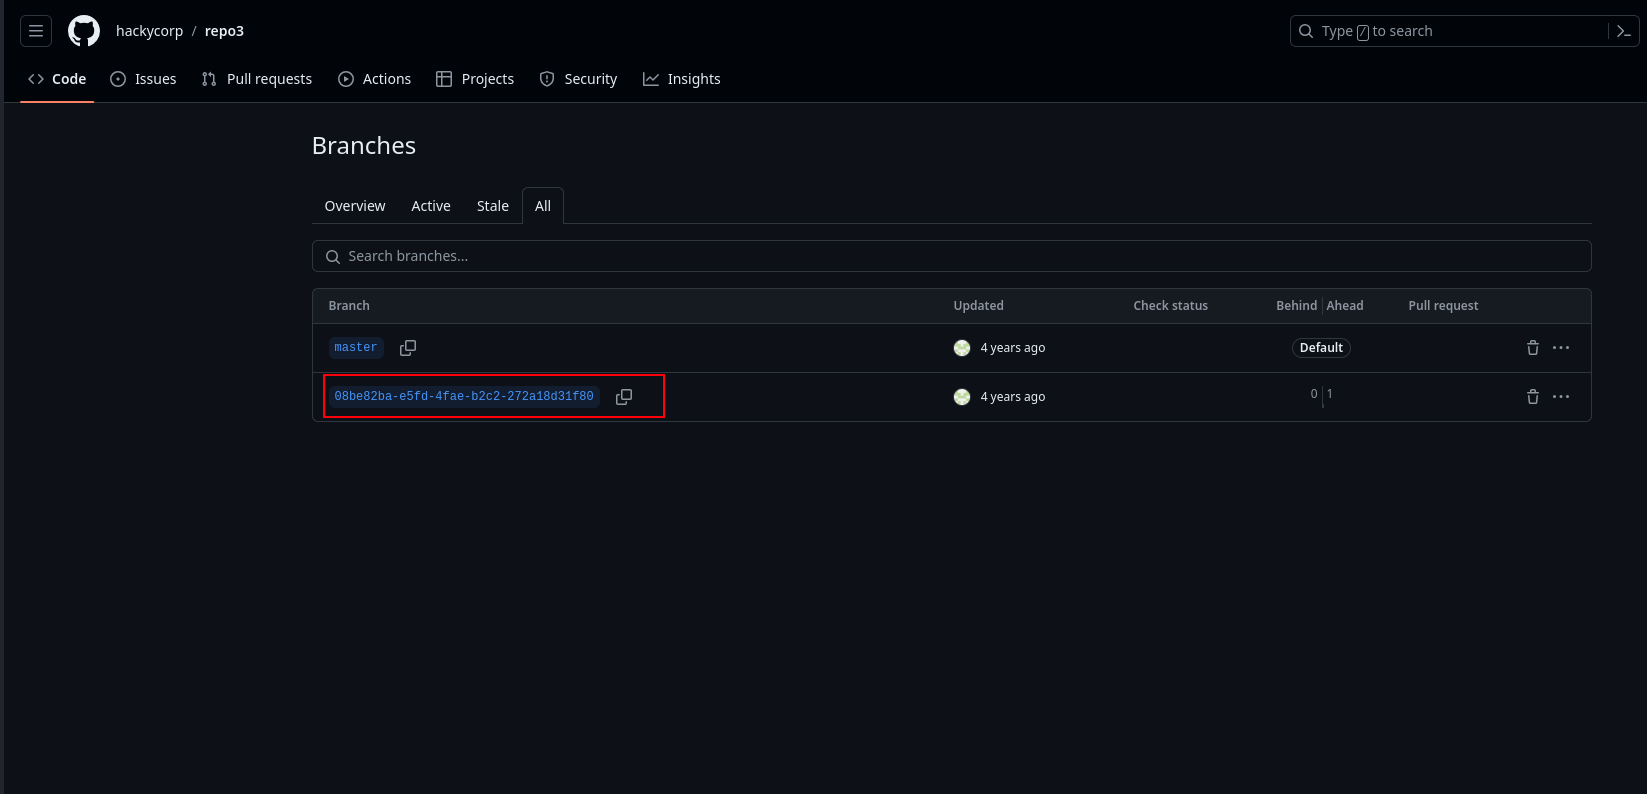 hackycorp / repo3
Type / to search
Code Issues Pull requests Actions Projects Security Insights
Branches
Overview Active Stale All
Search branches...
Branch Updated Check status Behind Ahead Pull request
master 4 years ago Default
08be82ba-e5fd-4fae-b2c2-272a18d31f80 4 years ago 0 1